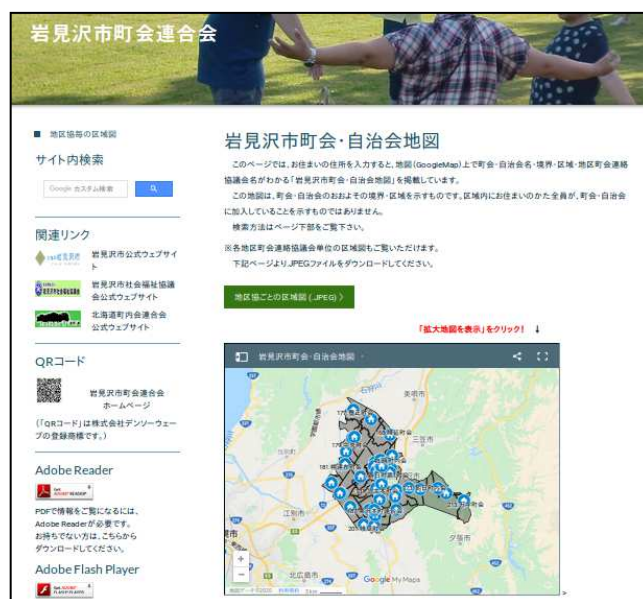 岩見沢市町会連合会
地区協毎の区域図
サイト内検索
Google カスタム検索
関連リンク
岩見沢市公式ウェブサイ
ト
岩見沢市社会福祉協議
会公式ウェブサイト
北海道町内会連合会
公式ウェブサイト
QRコード
岩見沢市町会連合会
ホームページ
(「QRコード」は株式会社デンソーウェー
ブの登録商標です。)
Adobe Reader
PDFで情報をご覧になるには、
Adobe Readerが必要です。
お持ちでない方は、こちらから
ダウンロードしてください。
Adobe Flash Player
岩見沢市町会・自治会地図
このページでは、お住まいの住所を入力すると、地図(GoogleMap)上で町会・自治会名・境界・区域・地区町会連絡
協議会名がわかる「岩見沢市町会・自治会地図」を掲載しています。
この地図は、町会・自治会のおおよその境界・区域を示すものです。区域内にお住まいのかた全員が、町会・自治会
に加入していることを示すものではありません。
検索方法はページ下部をご覧下さい。
※各地区町会連絡協議会単位の区域図もご覧いただけます。
下記ページよりJPEGファイルをダウンロードしてください。
地区協ごとの区域図 (.JPEG) 〉
「拡大地図を表示」をクリック! ↓
岩見沢市町会・自治会地図
美唄市
三笠市
江別市
夕張市
北広島市
Google My Maps